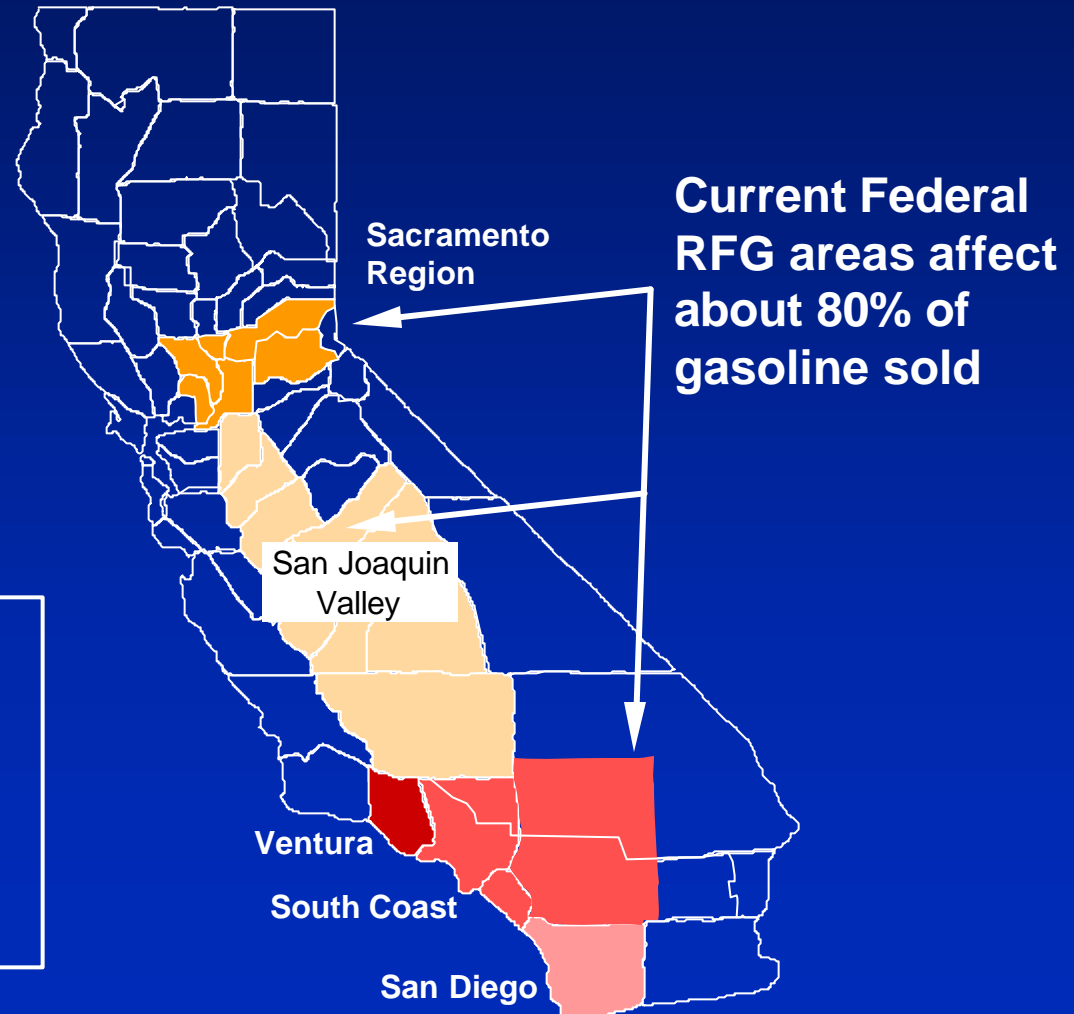 Sacramento
Region
Current Federal
RFG areas affect
about 80% of
gasoline sold
San Joaquin
Valley
Ventura
South Coast
San Diego